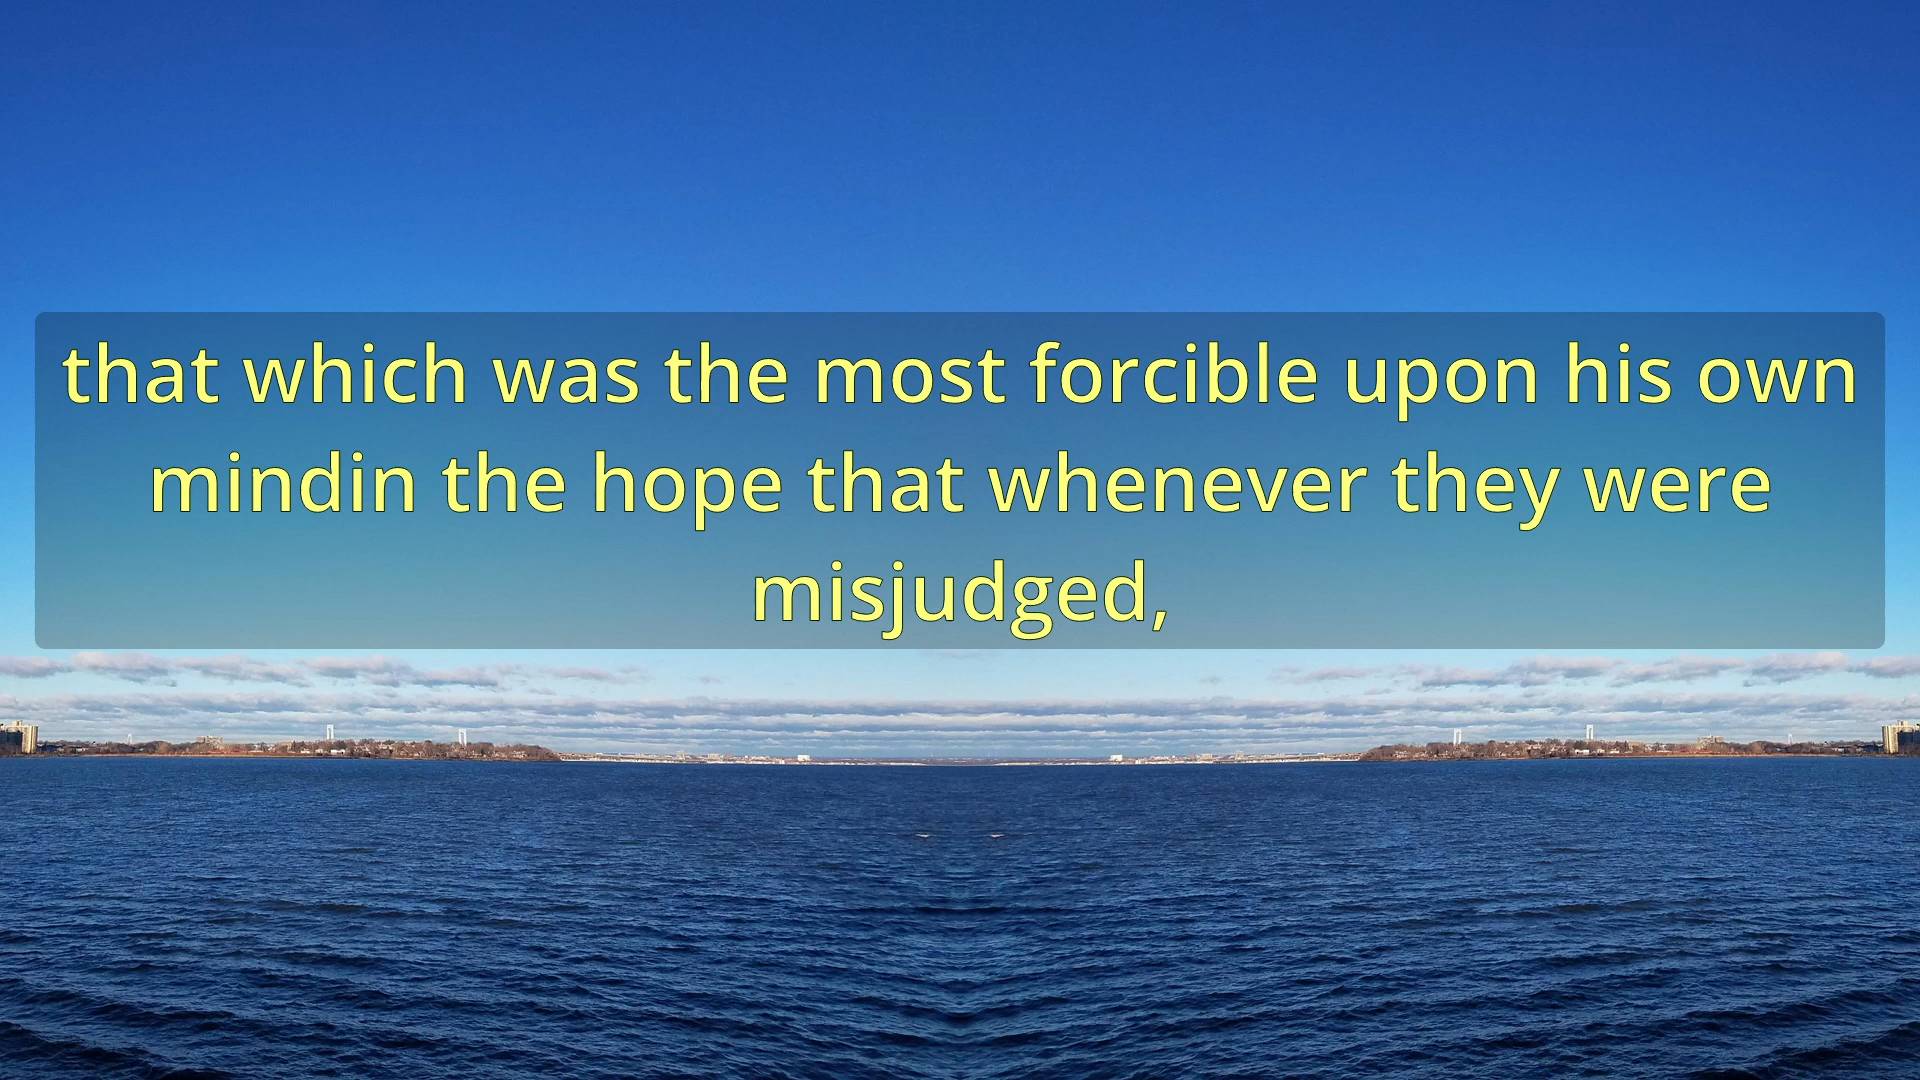 that which was the most forcible upon his own
mindin the hope that whenever they were
misjudged,